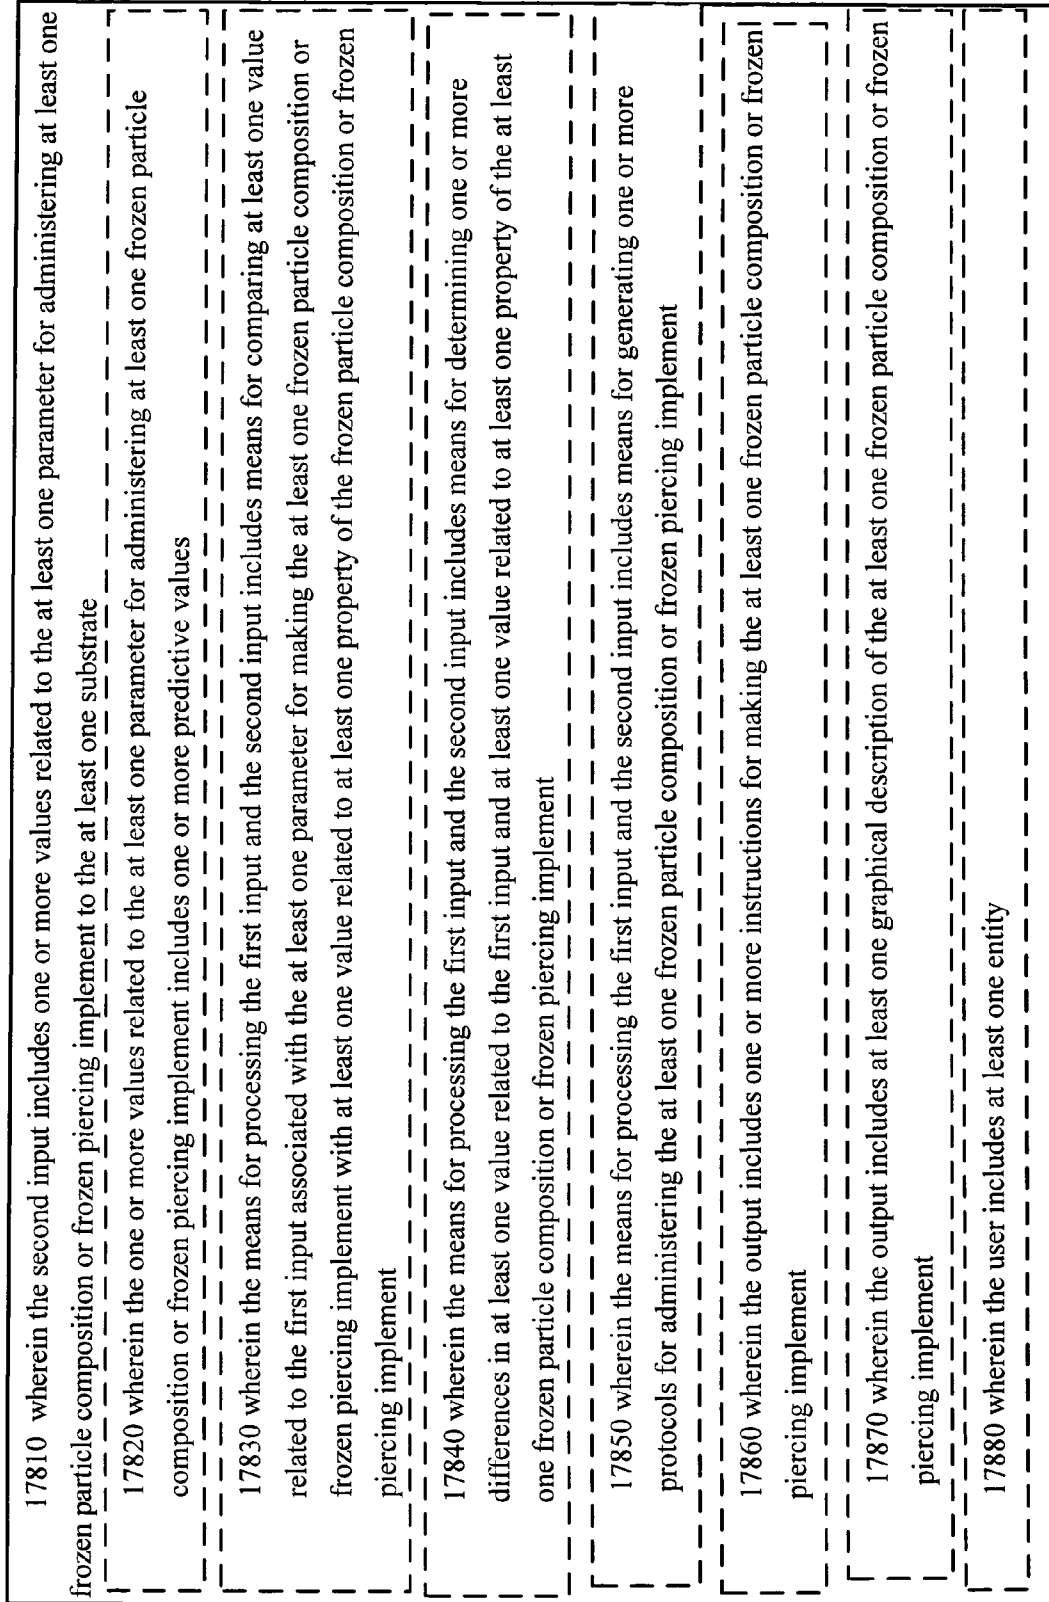 17810 wherein the second input includes one or more values related to the at least one parameter for administering at least one
frozen particle composition or frozen piercing implement to the at least one substrate
17820 wherein the one or more values related to the at least one parameter for administering at least one frozen particle
composition or frozen piercing implement includes one or more predictive values
17830 wherein the means for processing the first input and the second input includes means for comparing at least one value
related to the first input associated with the at least one parameter for making the at least one frozen particle composition or
frozen piercing implement with at least one value related to at least one property of the frozen particle composition or frozen
piercing implement
17840 wherein the means for processing the first input and the second input includes means for determining one or more
differences in at least one value related to the first input and at least one value related to at least one property of the at least
one frozen particle composition or frozen piercing implement
17850 wherein the means for processing the first input and the second input includes means for generating one or more
protocols for administering the at least one frozen particle composition or frozen piercing implement
17860 wherein the output includes one or more instructions for making the at least one frozen particle composition or frozen
piercing implement
17870 wherein the output includes at least one graphical description of the at least one frozen particle composition or frozen
piercing implement
17880 wherein the user includes at least one entity